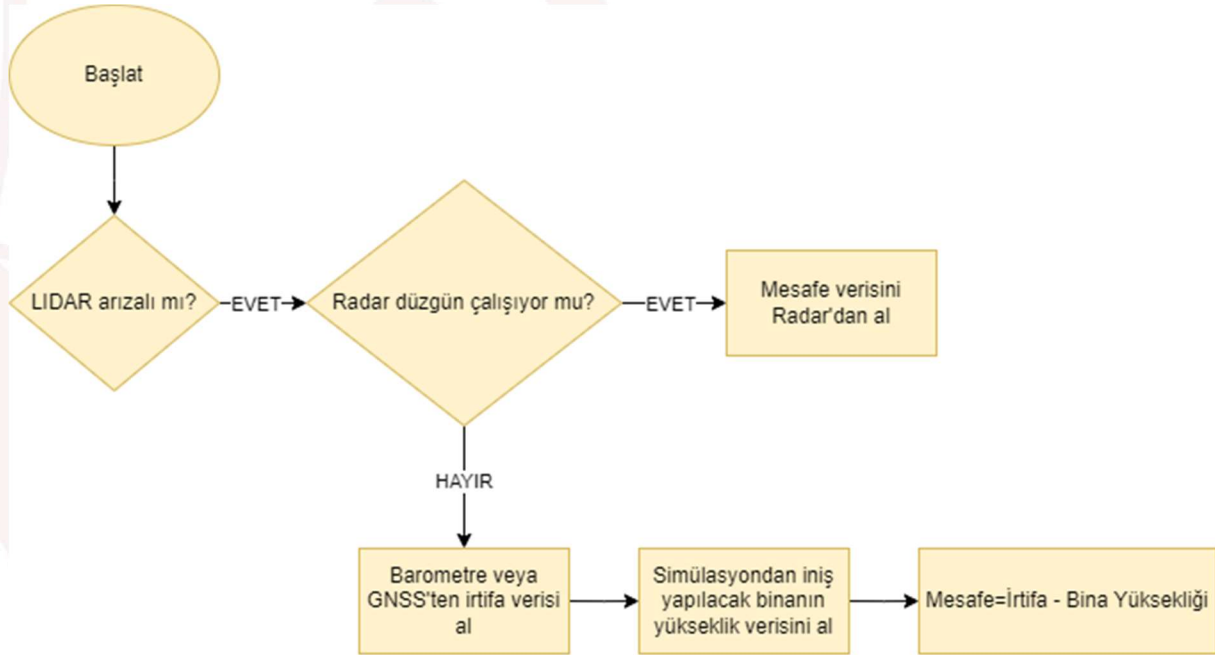 Başlat
LIDAR arızalı mı?
EVET
Radar düzgün çalışıyor mu?
EVET
Mesafe verisini
Radar'dan al
HAYIR
Barometre veya
GNSS'ten irtifa verisi
al
Simülasyondan iniş
yapılacak binanın
yükseklik verisini al
Mesafe=İrtifa - Bina Yüksekliği